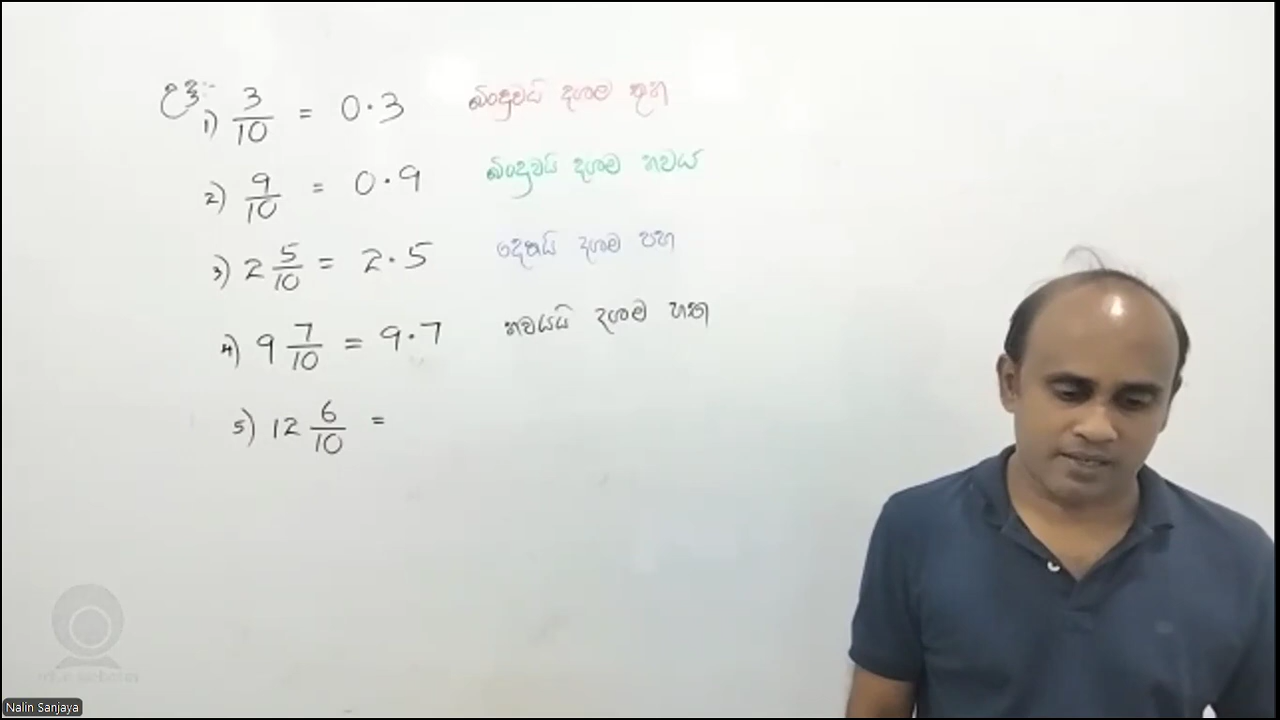 උදා:-
1) 3/10 = 0.3 බිංදුවයි දශම තුන
2) 9/10 = 0.9 බිංදුවයි දශම නවය
3) 2 5/10 = 2.5 දෙකයි දශම පහ
4) 9 7/10 = 9.7 නවයයි දශම හත
5) 12 6/10 =
Nalin Sanjaya